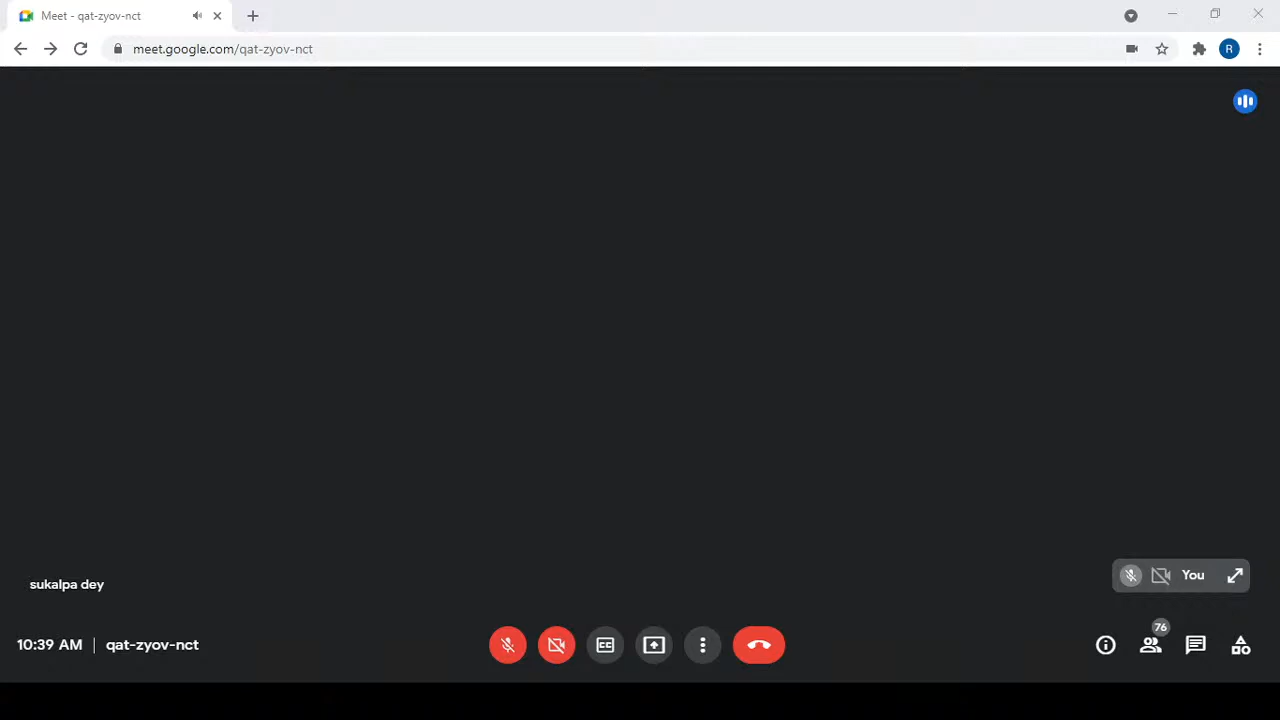 Meet - qat-zyov-nct
meet.google.com/qat-zyov-nct
R
sukalpa dey
You
10:39 AM | qat-zyov-nct
CC
76